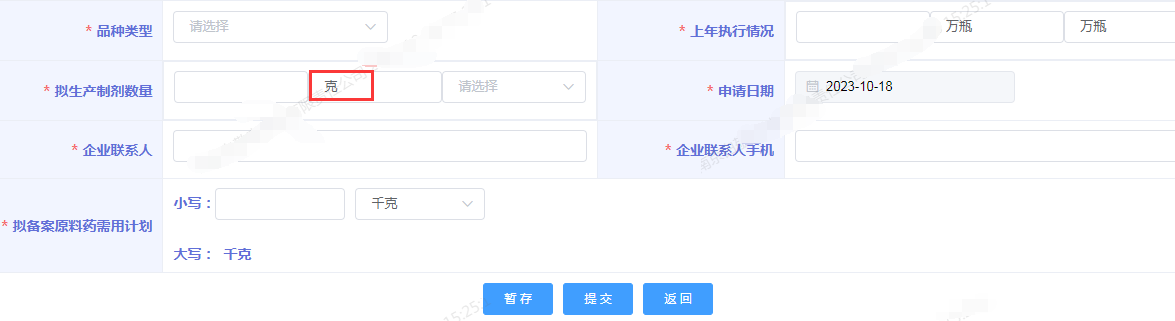 * 品种类型 请选择 * 上年执行情况 万瓶 万瓶
* 拟生产制剂数量 克 请选择 * 申请日期 2023-10-18
* 企业联系人 * 企业联系人手机
小写：千克
* 拟备案原料药需用计划
大写： 千克
暂存 提交 返回